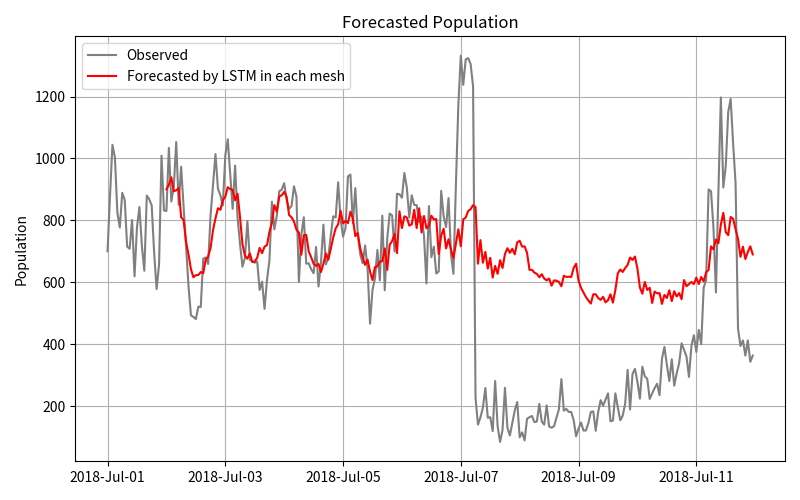 Forecasted Population
Observed
Forecasted by LSTM in each mesh
Population
1200
1000
800
600
400
200
2018-Jul-01
2018-Jul-03
2018-Jul-05
2018-Jul-07
2018-Jul-09
2018-Jul-11